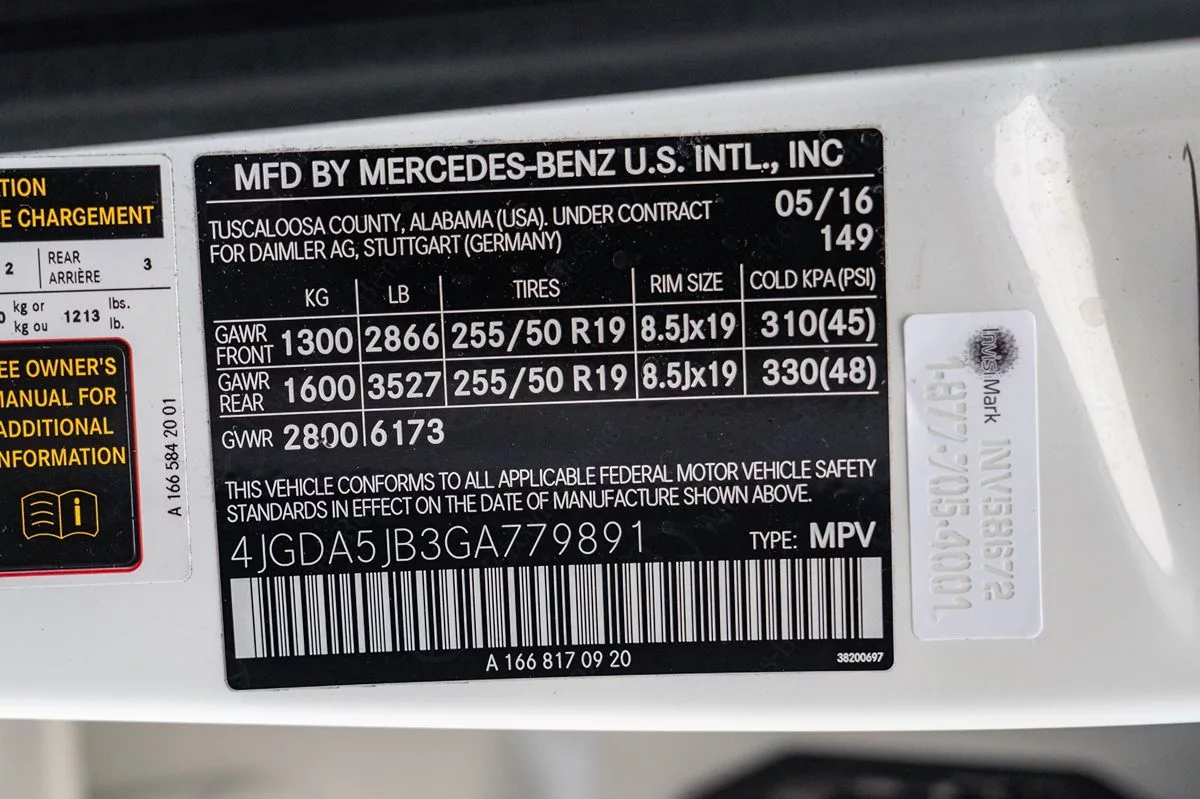 TION
E CHARGEMENT
2
REAR
ARRIÈRE
3
0 kg or
kg ou
1213
lbs.
lb.
EE OWNER'S
MANUAL FOR
ADDITIONAL
NFORMATION
i
A 166 584 20 01
MFD BY MERCEDES-BENZ U.S. INTL., INC
TUSCALOOSA COUNTY, ALABAMA (USA). UNDER CONTRACT
FOR DAIMLER AG, STUTTGART (GERMANY)
05/16
149
KG LB TIRES RIM SIZE COLD KPA(PSI)
GAWR FRONT 1300 2866 255/50 R19 8.5Jx19 310(45)
GAWR REAR 1600 3527 255/50 R19 8.5Jx19 330(48)
GVWR 2800 6173
THIS VEHICLE CONFORMS TO ALL APPLICABLE FEDERAL MOTOR VEHICLE SAFETY
STANDARDS IN EFFECT ON THE DATE OF MANUFACTURE SHOWN ABOVE.
4JGDA5JB3GA779891
TYPE: MPV
A 166 817 09 20
38200697
InvisiMark